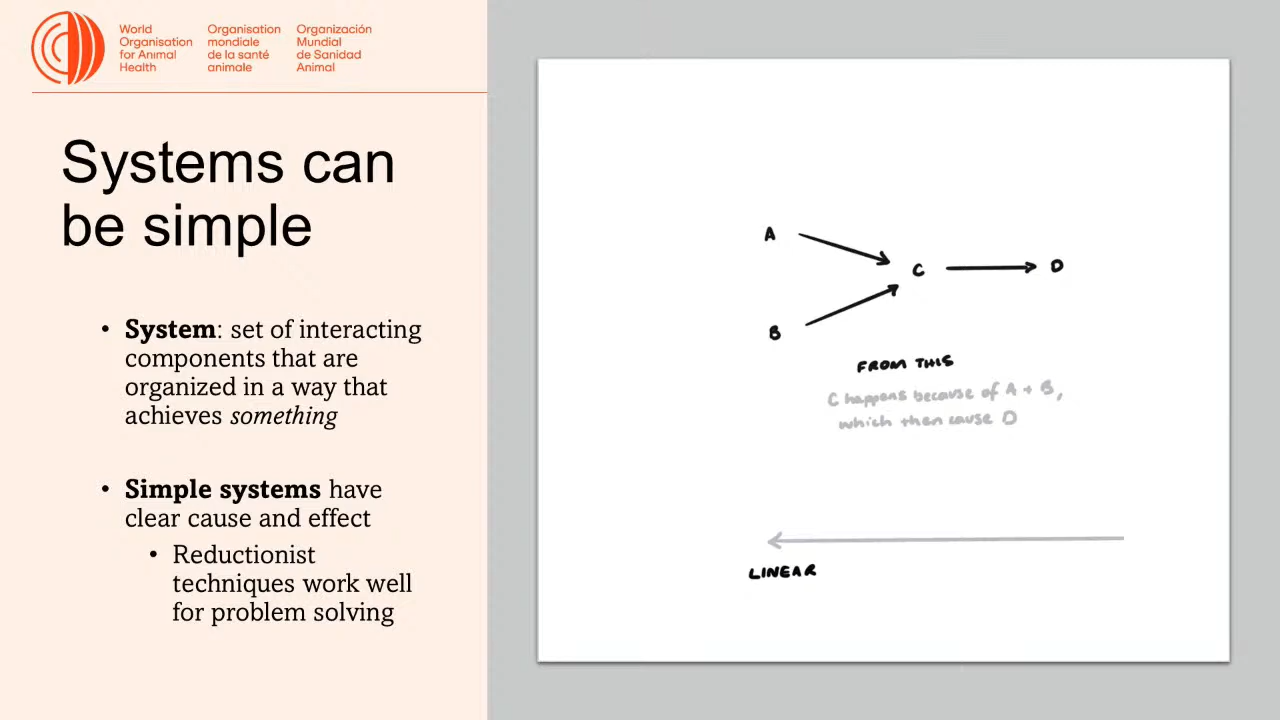 World
Organisation
for Animal
Health
Organisation
mondiale
de la santé
animale
Organización
Mundial
de Sanidad
Animal
Systems can
be simple
• System: set of interacting
components that are
organized in a way that
achieves something
• Simple systems have
clear cause and effect
• Reductionist
techniques work well
for problem solving
A
C
D
B
FROM THIS
C happens because of A + B,
which then cause D
LINEAR